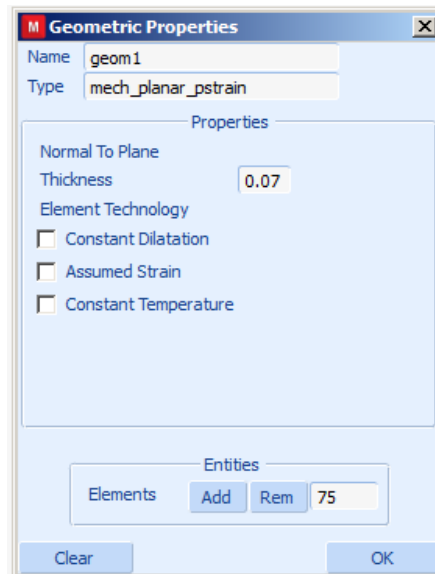 M Geometric Properties X
Name geom1
Type mech_planar_pstrain
Properties
Normal To Plane
Thickness 0.07
Element Technology
Constant Dilatation
Assumed Strain
Constant Temperature
Entities
Elements Add Rem 75
Clear OK